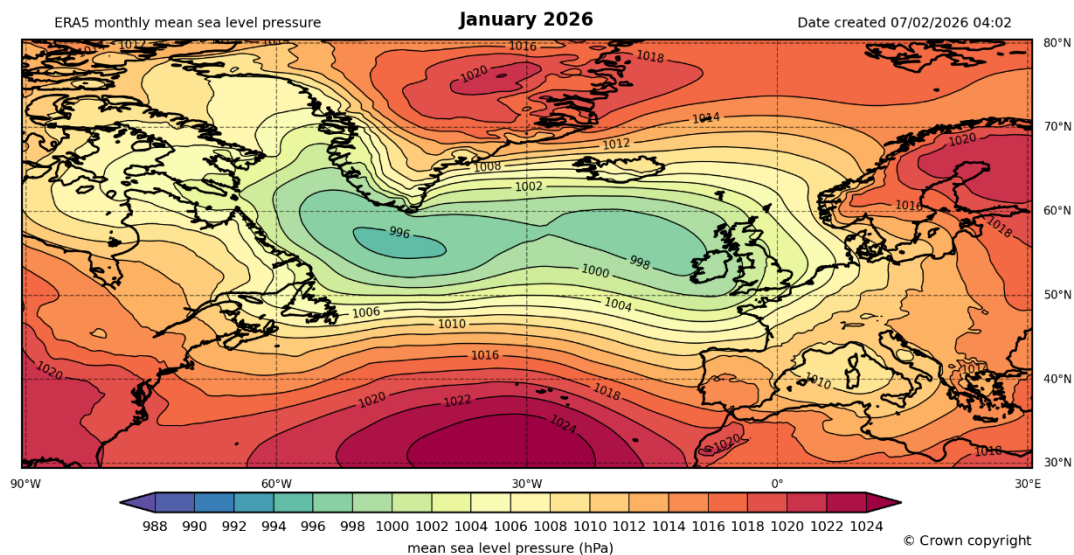 ERA5 monthly mean sea level pressure
January 2026
Date created 07/02/2026 04:02
1012
1016
1018
80°N
1020
1014
70°N
1012
1020
1008
1002
1016
60°N
996
1018
998
1000
1004
50°N
1006
1010
1016
1014
1020
1010
40°N
1018
1020
1022
1024
1020
1018
30°N
90°W
60°W
30°W
0°
30°E
988 990 992 994 996 998 1000 1002 1004 1006 1008 1010 1012 1014 1016 1018 1020 1022 1024
mean sea level pressure (hPa)
© Crown copyright